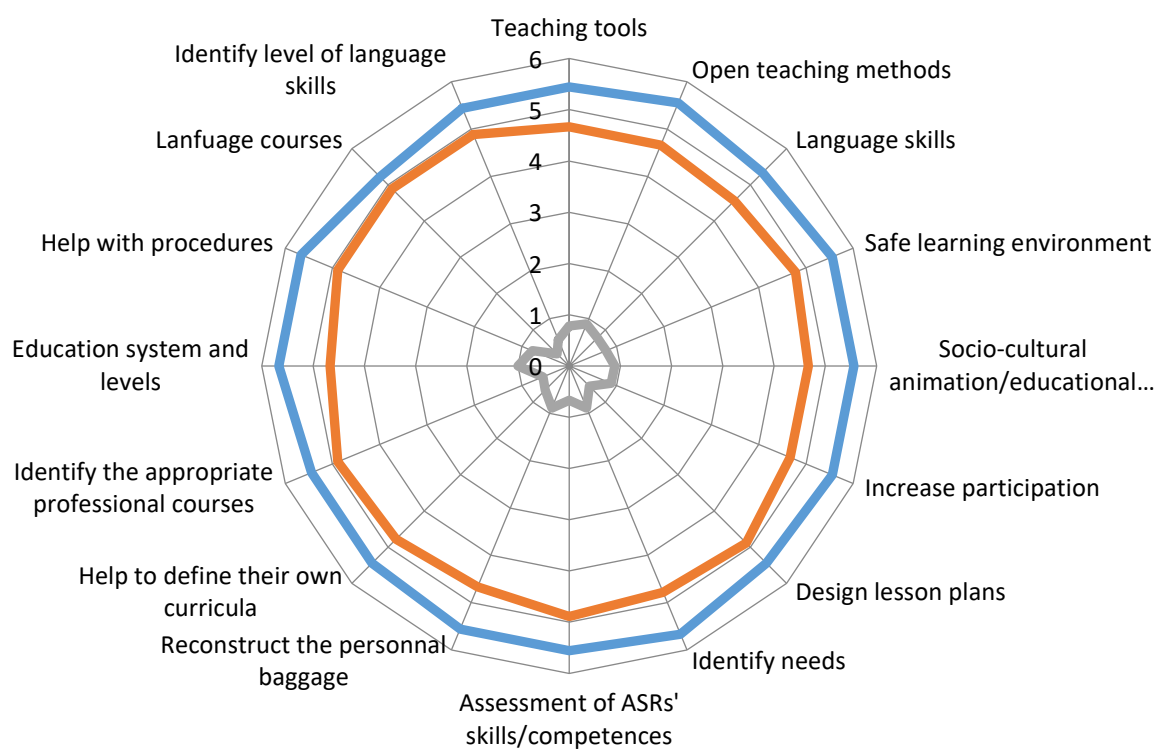 Teaching tools
Open teaching methods
Language skills
Safe learning environment
Socio-cultural
animation/educational…
Increase participation
Design lesson plans
Identify needs
Assessment of ASRs'
skills/competences
Reconstruct the personnal
baggage
Help to define their own
curricula
Identify the appropriate
professional courses
Education system and
levels
Help with procedures
Lanfuage courses
Identify level of language
skills
6
5
4
3
2
1
0